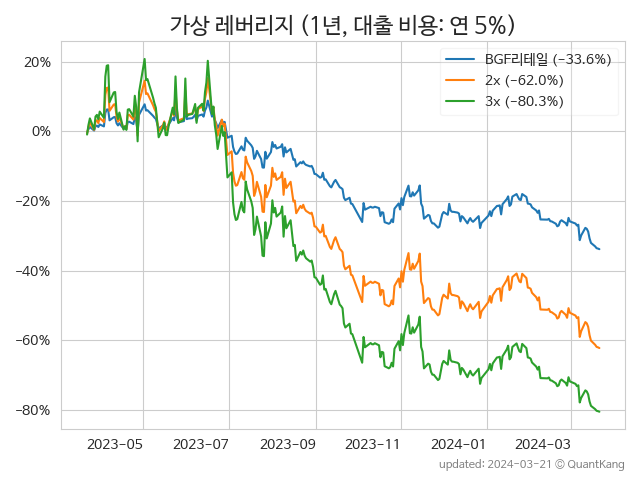 가상 레버리지 (1년, 대출 비용: 연 5%)
BGF리테일 (−33.6%)
2x (−62.0%)
3x (−80.3%)
20%
0%
−20%
−40%
−60%
−80%
2023-05 2023-07 2023-09 2023-11 2024-01 2024-03
updated: 2024-03-21 © QuantKang